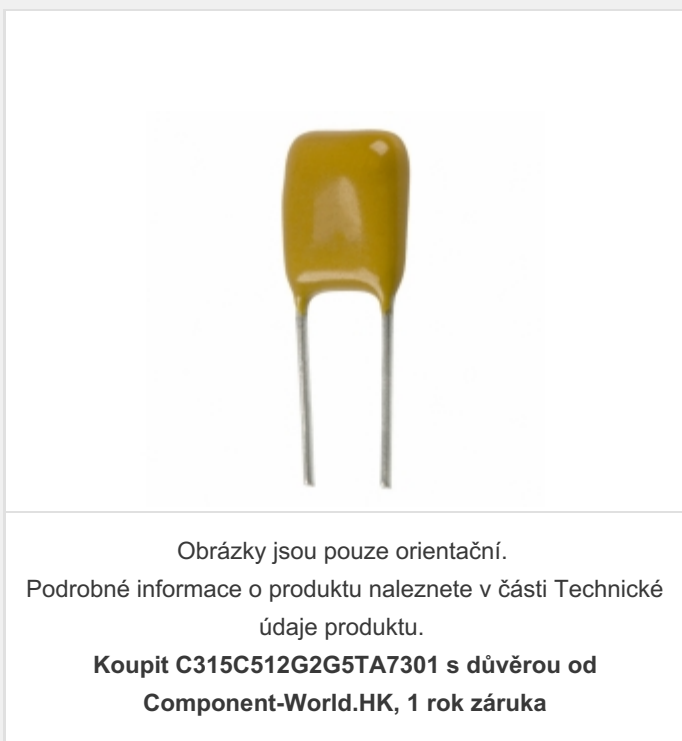 Obrázky jsou pouze orientační.
Podrobné informace o produktu naleznete v části Technické
údaje produktu.
Koupit C315C512G2G5TA7301 s důvěrou od
Component-World.HK, 1 rok záruka